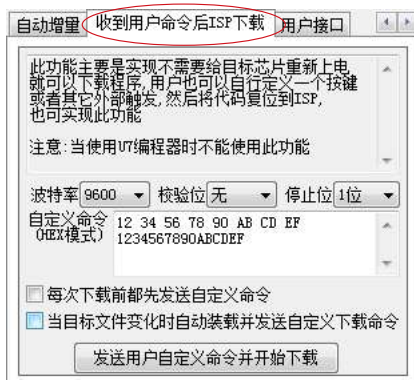 自动增量 收到用户命令后ISP下载 用户接口
此功能主要是实现不需要给目标芯片重新上电
就可以下载程序,用户也可以自行定义一个按键
或者其它外部触发,然后将代码复位到ISP,
也可实现此功能
注意:当使用U7编程器时不能使用此功能
波特率 9600 校验位 无 停止位 1位
自定义命令 12 34 56 78 90 AB CD EF
(HEX模式) 1234567890ABCDEF
每次下载前都先发送自定义命令
当目标文件变化时自动装载并发送自定义下载命令
发送用户自定义命令并开始下载